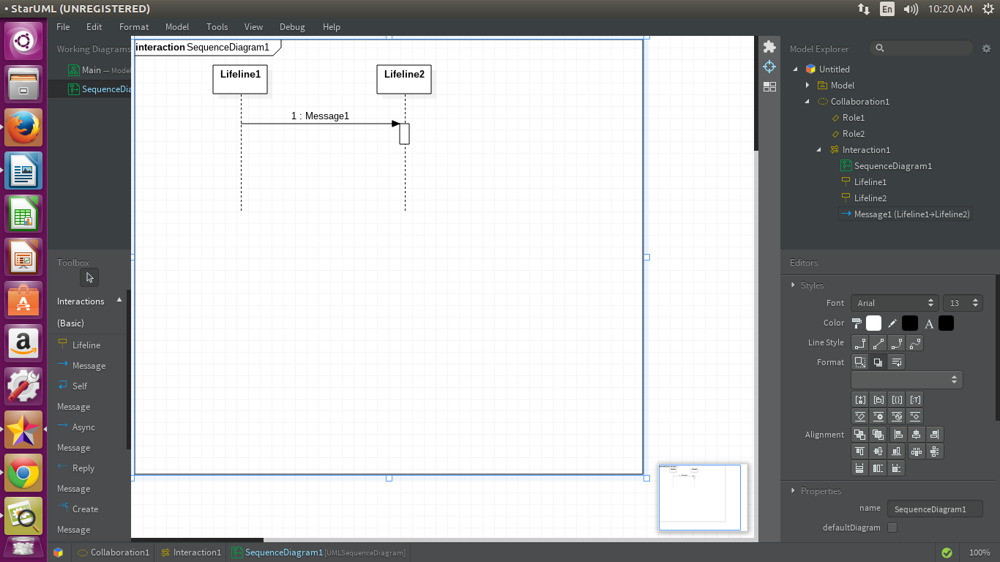 • StarUML (UNREGISTERED)
En
10:20 AM
File Edit Format Model Tools View Debug Help
Working Diagrams
Main — Model
SequenceDia
Toolbox
Interactions
(Basic)
Lifeline
Message
Self
Message
Async
Message
Reply
Message
Create
Message
interaction SequenceDiagram1
Lifeline1
Lifeline2
1 : Message1
Model Explorer
Untitled
Model
Collaboration1
Role1
Role2
Interaction1
SequenceDiagram1
Lifeline1
Lifeline2
Message1 (Lifeline1→Lifeline2)
Editors
Styles
Font Arial 13
Color A
Line Style
Format
Alignment
Properties
name SequenceDiagram1
defaultDiagram
Collaboration1 Interaction1 SequenceDiagram1 [UMLSequenceDiagram] 100%